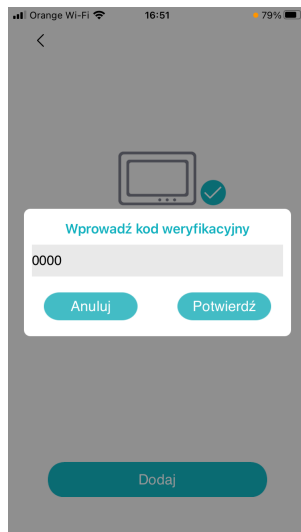 Orange Wi-Fi 16:51 79%
Wprowadź kod weryfikacyjny
0000
Anuluj Potwierdź
Dodaj